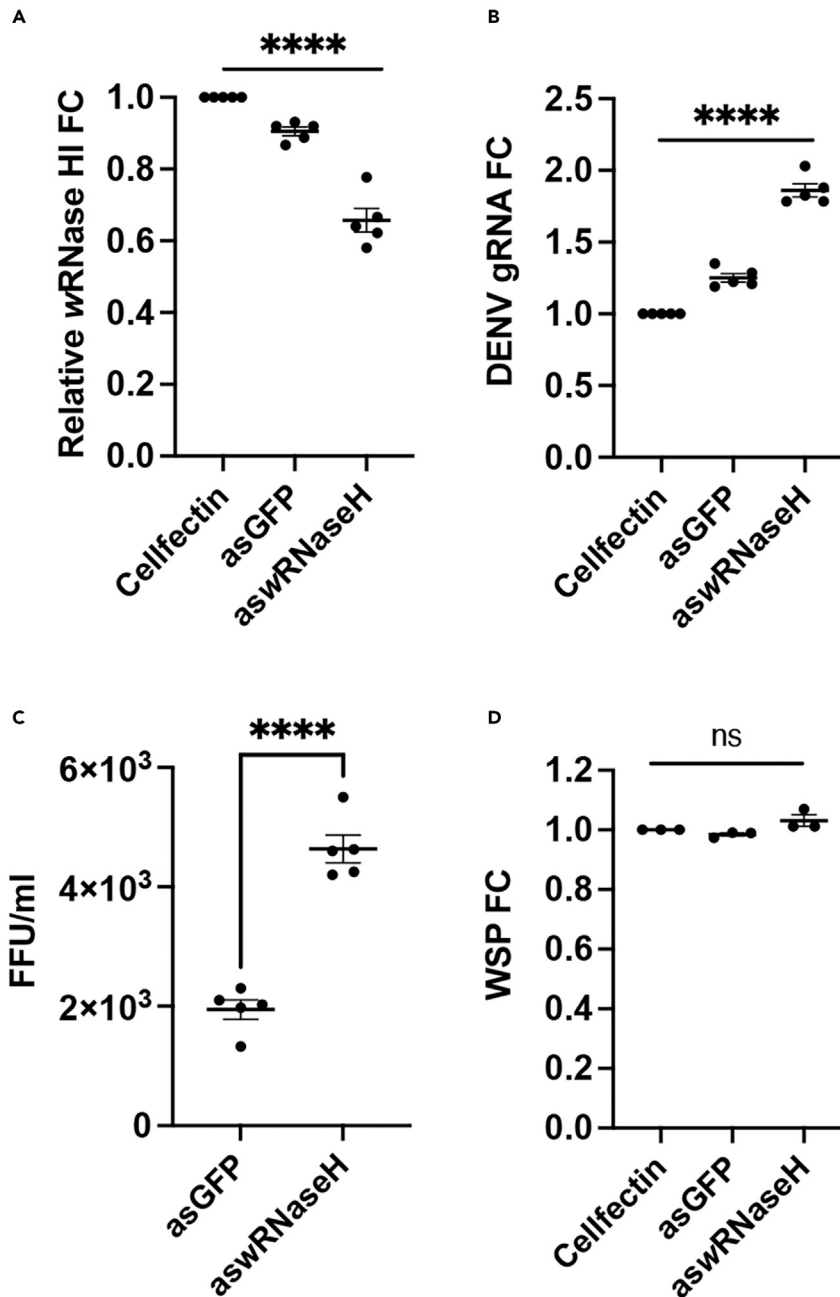 A
****
Relative wRNase HI FC
1.0
0.8
0.6
0.4
0.2
0.0
Cellfectin
asGFP
aswRNaseH
B
****
DENV gRNA FC
2.5
2.0
1.5
1.0
0.5
0.0
Cellfectin
asGFP
aswRNaseH
C
****
FFU/ml
6×10³
4×10³
2×10³
0
asGFP
aswRNaseH
D
ns
WSP FC
1.2
1.0
0.8
0.6
0.4
0.2
0.0
Cellfectin
asGFP
aswRNaseH